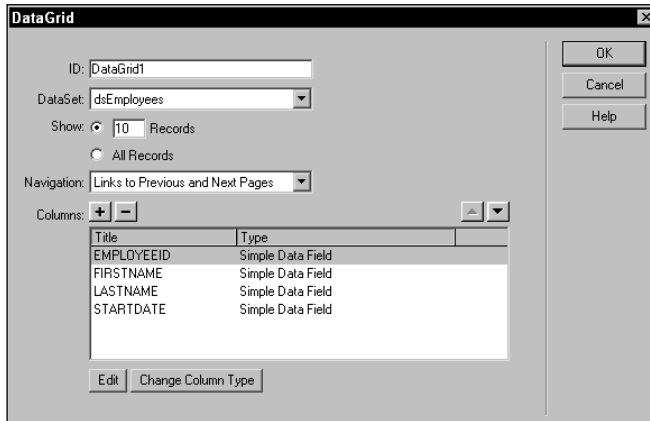 DataGrid
ID: DataGrid1
DataSet: dsEmployees
Show: 10 Records
All Records
Navigation: Links to Previous and Next Pages
Columns: + −
Title Type
EMPLOYEEID Simple Data Field
FIRSTNAME Simple Data Field
LASTNAME Simple Data Field
STARTDATE Simple Data Field
Edit Change Column Type
OK
Cancel
Help